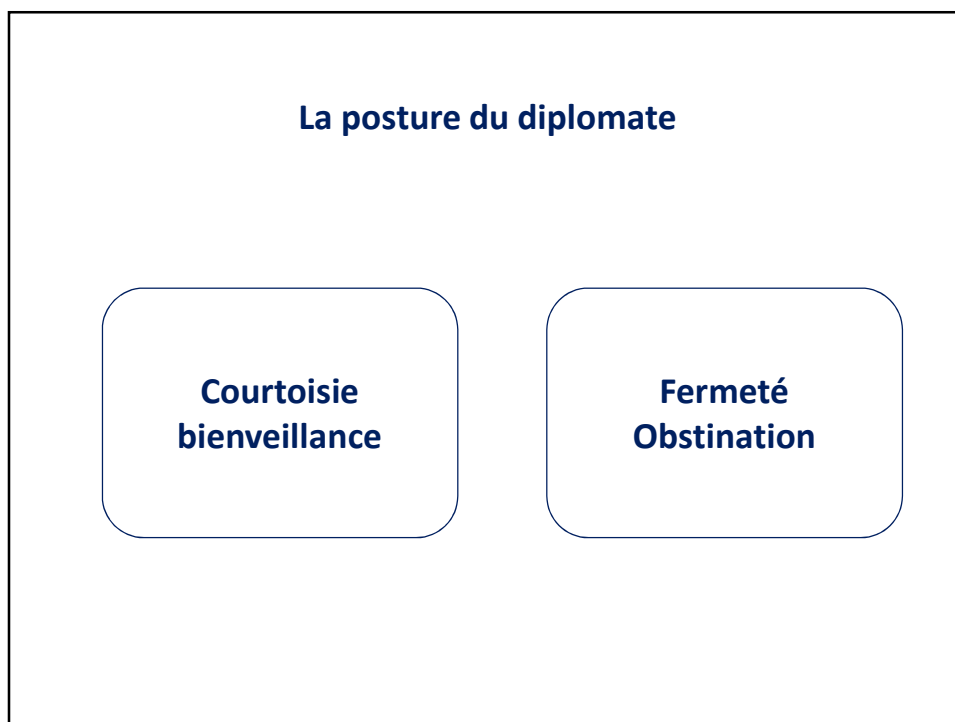 La posture du diplomate
Courtoisie
bienveillance
Fermeté
Obstination